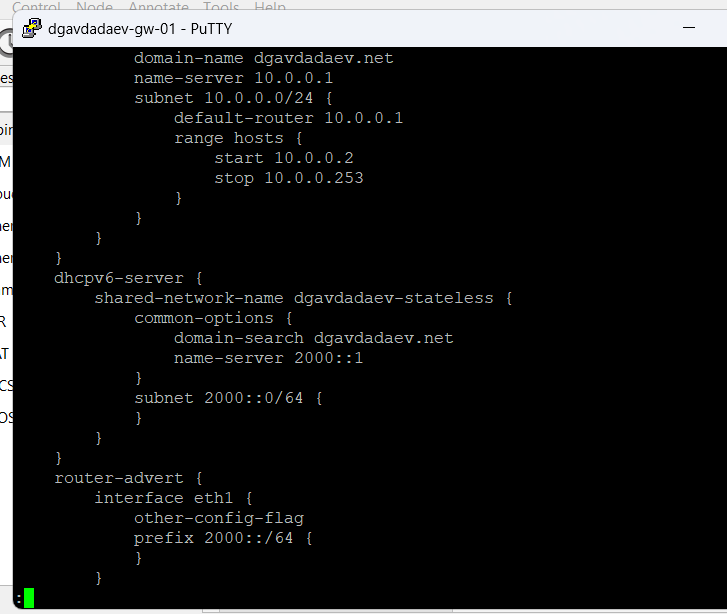 Control Node Annotate Tools Help
dgavdadaev-gw-01 - PuTTY
domain-name dgavdadaev.net
name-server 10.0.0.1
subnet 10.0.0.0/24 {
default-router 10.0.0.1
range hosts {
start 10.0.0.2
stop 10.0.0.253
}
}
}
}
dhcpv6-server {
shared-network-name dgavdadaev-stateless {
common-options {
domain-search dgavdadaev.net
name-server 2000::1
}
subnet 2000::0/64 {
}
}
}
router-advert {
interface eth1 {
other-config-flag
prefix 2000::/64 {
}
}
: